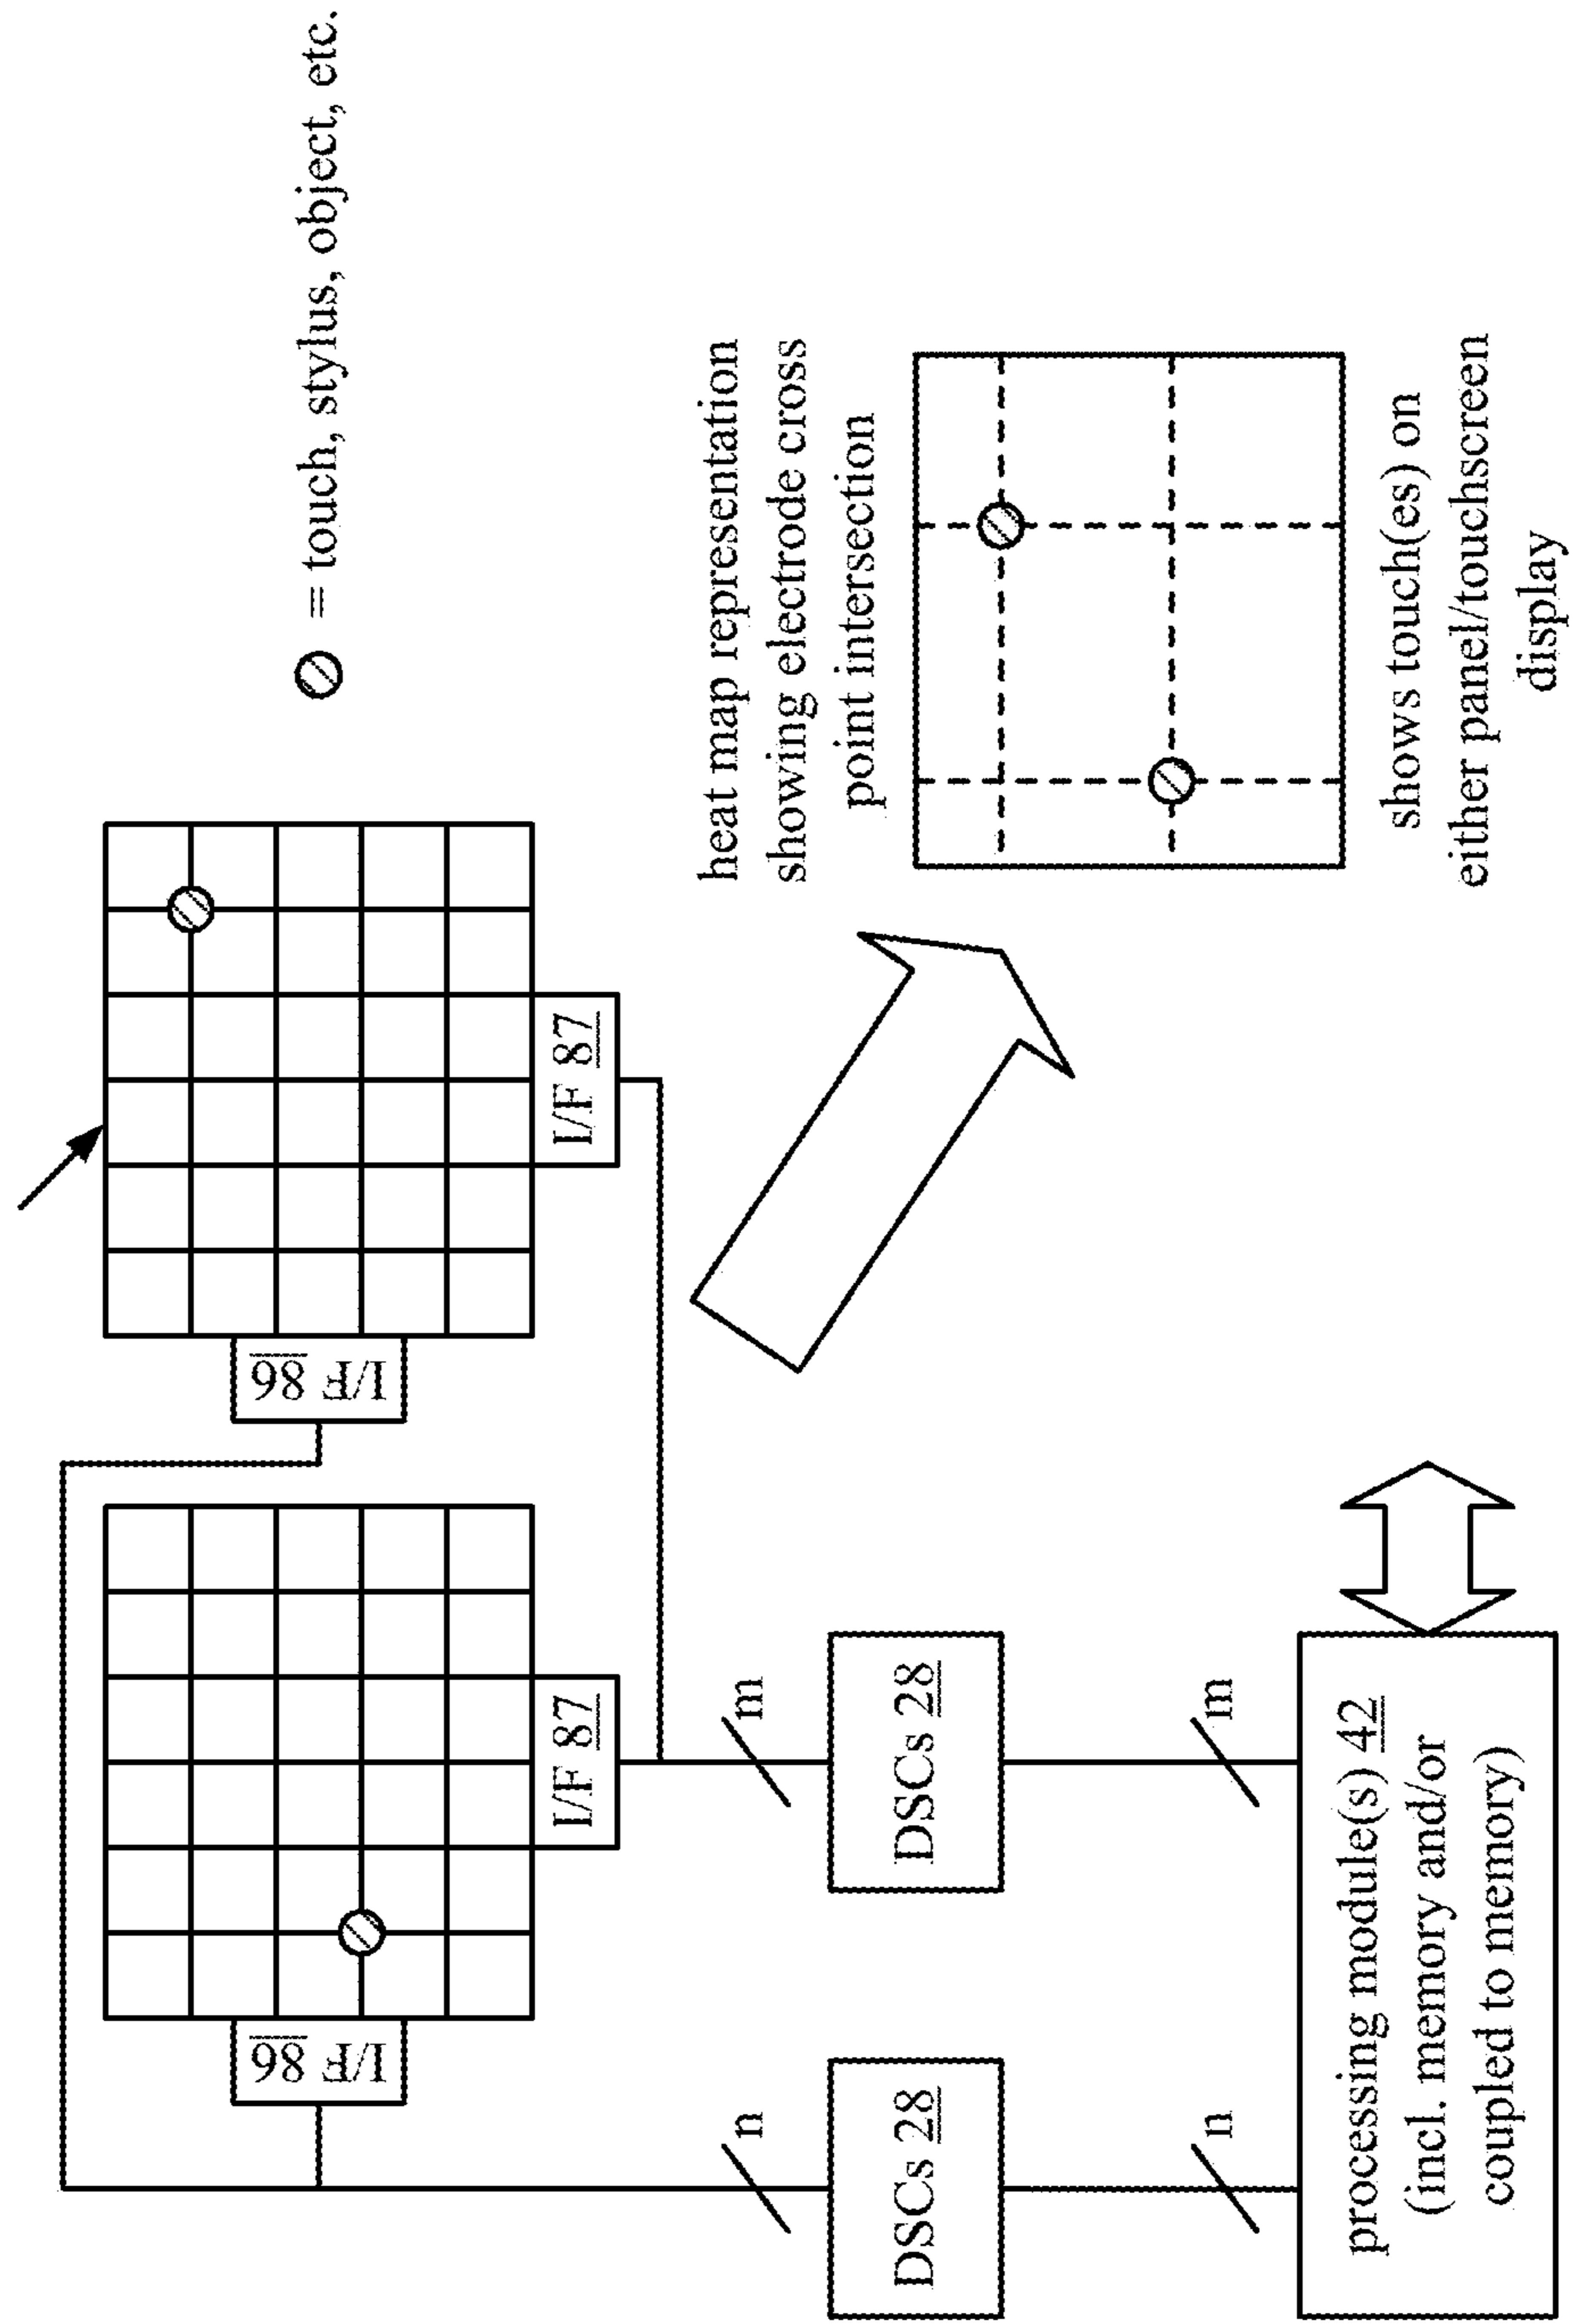 = touch, stylus, object, etc.
I/F 86
I/F 86
I/F 87
I/F 87
heat map representation
showing electrode cross
point intersection
n
m
DSCs 28
DSCs 28
n
m
shows touch(es) on
either panel/touchscreen
display
processing module(s) 42
(incl. memory and/or
coupled to memory)